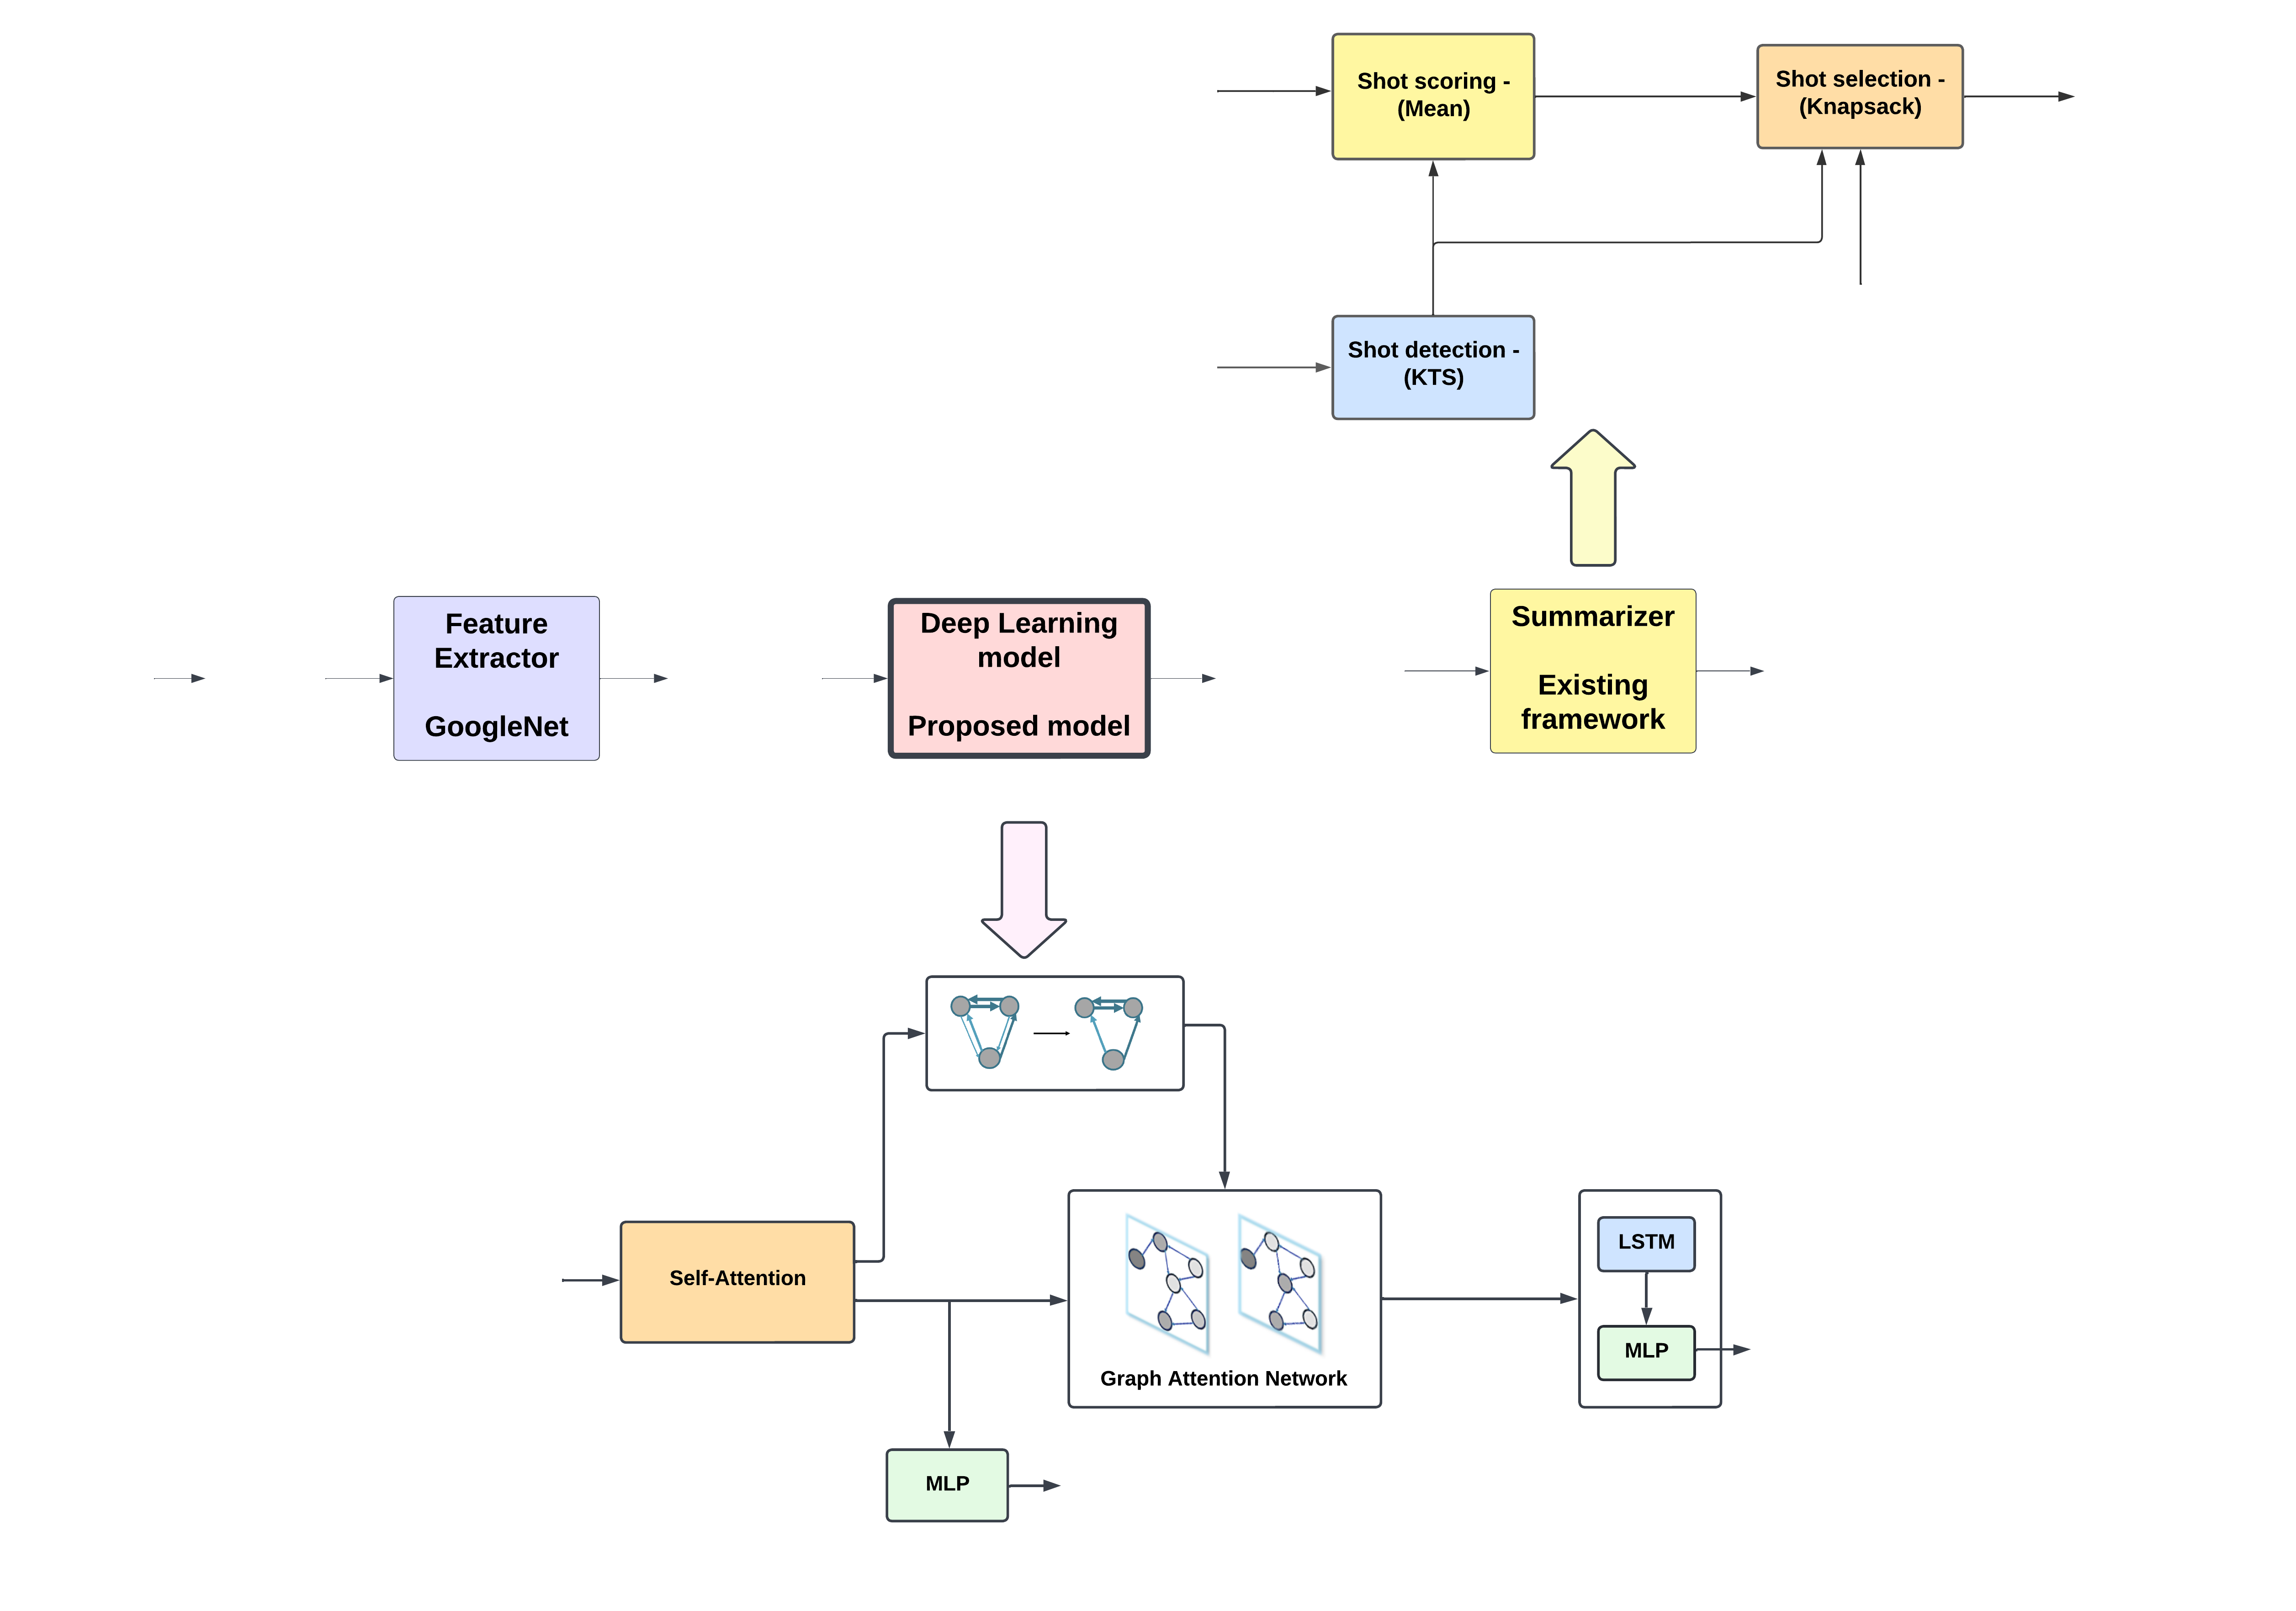 Shot scoring -
(Mean)
Shot selection -
(Knapsack)
Shot detection -
(KTS)
Feature
Extractor
GoogleNet
Deep Learning
model
Proposed model
Summarizer
Existing
framework
Self-Attention
Graph Attention Network
LSTM
MLP
MLP